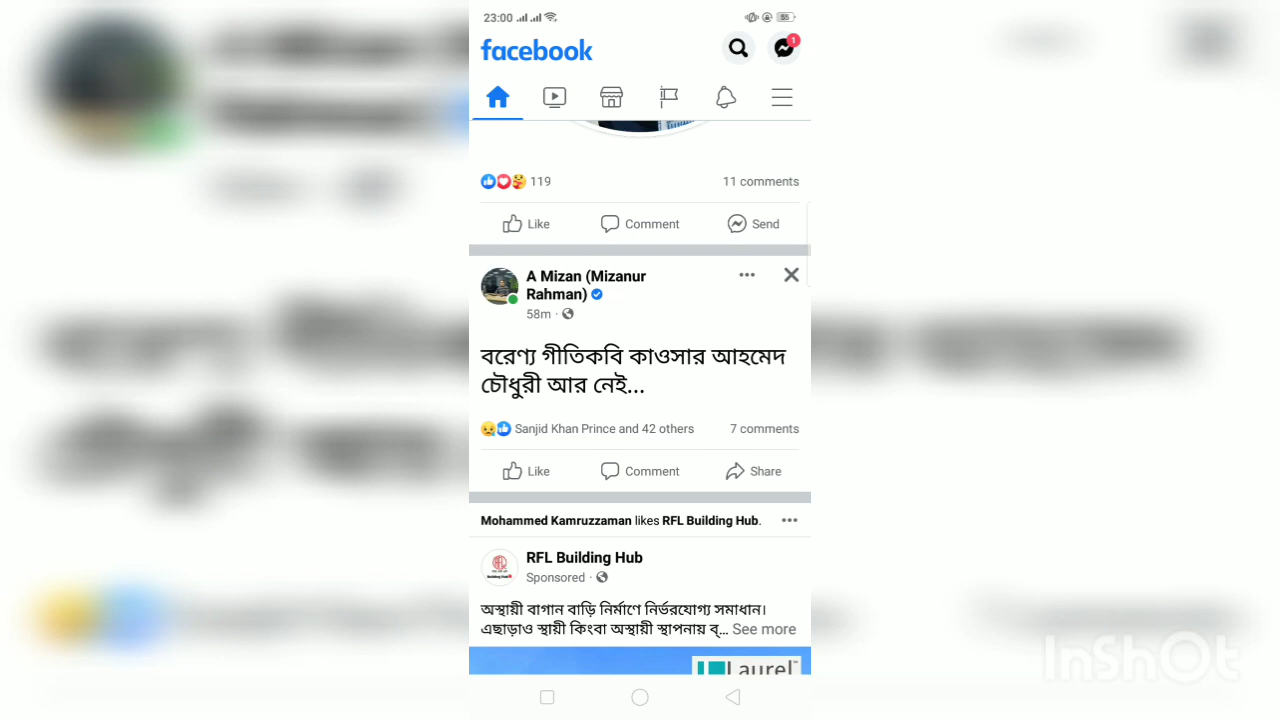 23:00
55
facebook
1
119
11 comments
Like
Comment
Send
A Mizan (Mizanur
Rahman)
58m ·
বরেণ্য গীতিকবি কাওসার আহমেদ
চৌধুরী আর নেই...
Sanjid Khan Prince and 42 others
7 comments
Like
Comment
Share
Mohammed Kamruzzaman likes RFL Building Hub.
RFL Building Hub
Sponsored ·
অস্থায়ী বাগান বাড়ি নির্মাণে নির্ভরযোগ্য সমাধান।
এছাড়াও স্থায়ী কিংবা অস্থায়ী স্থাপনায় ব্... See more
Laurel
InShOt